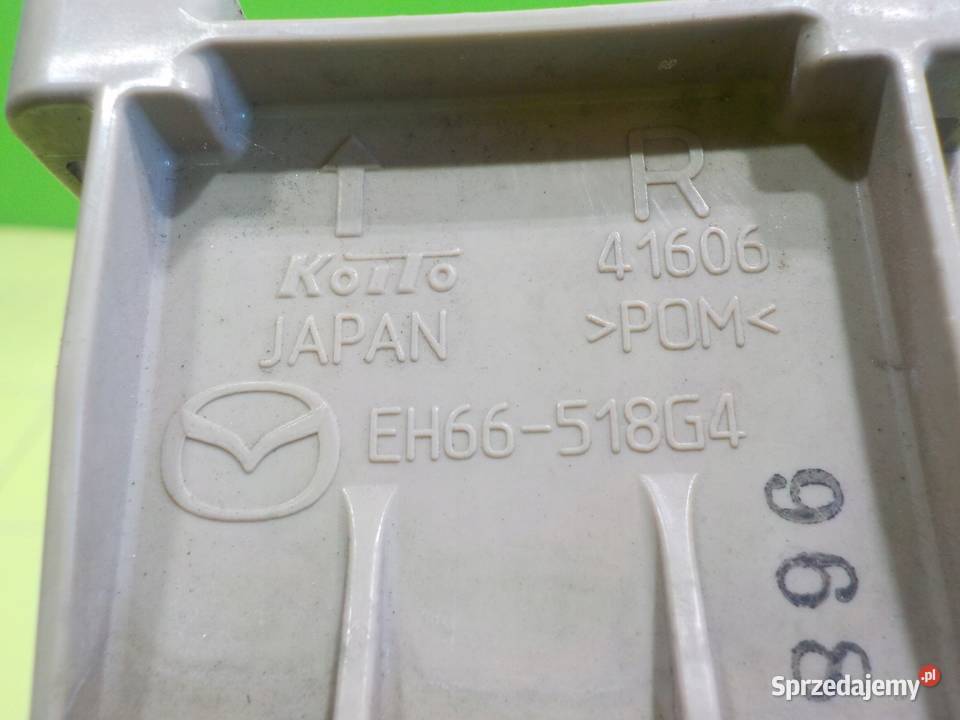 R
KOITO
41606
JAPAN
>POM<
EH66-518G4
396
Sprzedajemy.pl